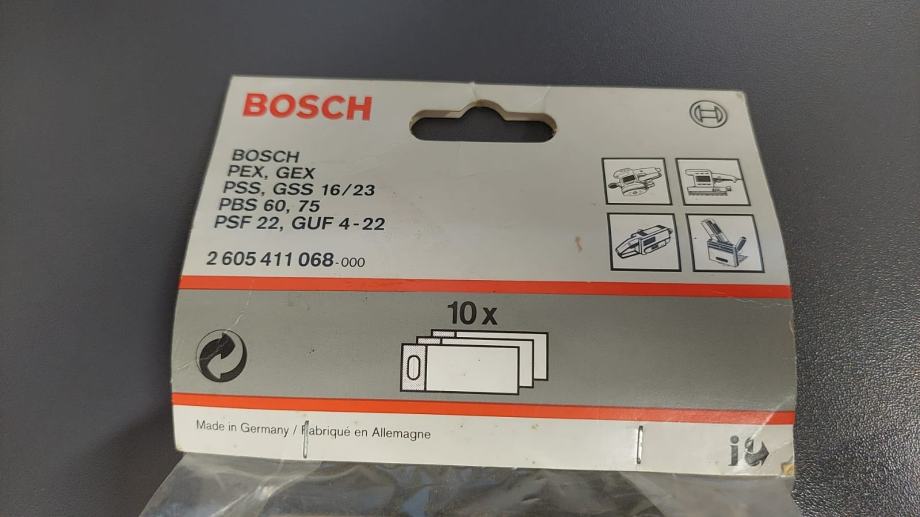 BOSCH
BOSCH
PEX, GEX
PSS, GSS 16/23
PBS 60, 75
PSF 22, GUF 4-22
2 605 411 068-000
10 x
Made in Germany / Fabriqué en Allemagne
i